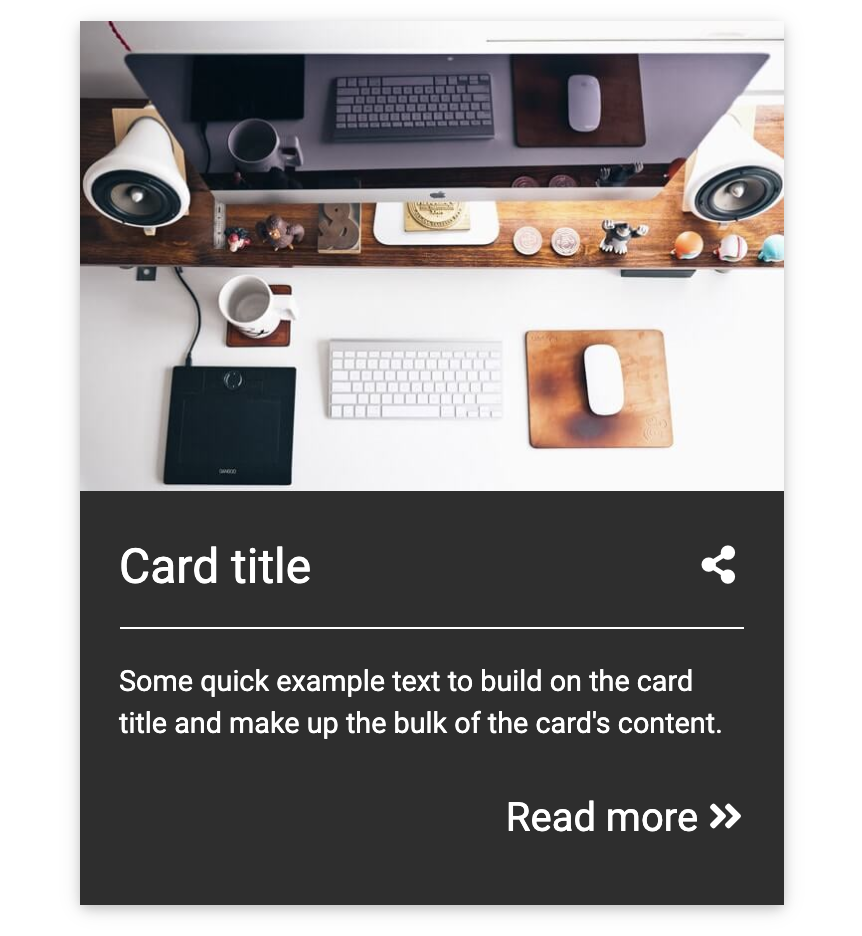 Card title
Some quick example text to build on the card
title and make up the bulk of the card's content.
Read more